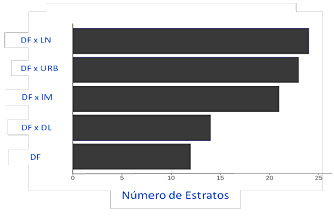 DF x LN
DF x URB
DF x IM
DF x DL
DF
0 5 10 15 20 25
Número de Estratos